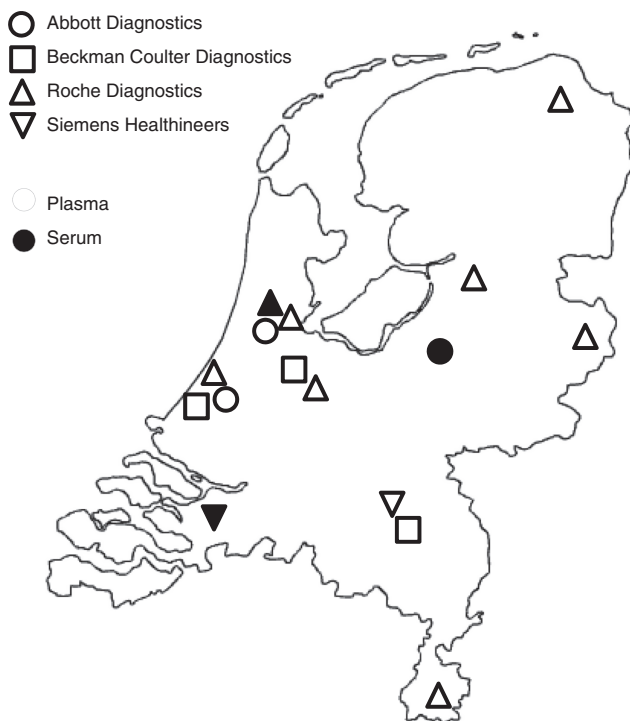 Abbott Diagnostics
Beckman Coulter Diagnostics
Roche Diagnostics
Siemens Healthineers
Plasma
Serum